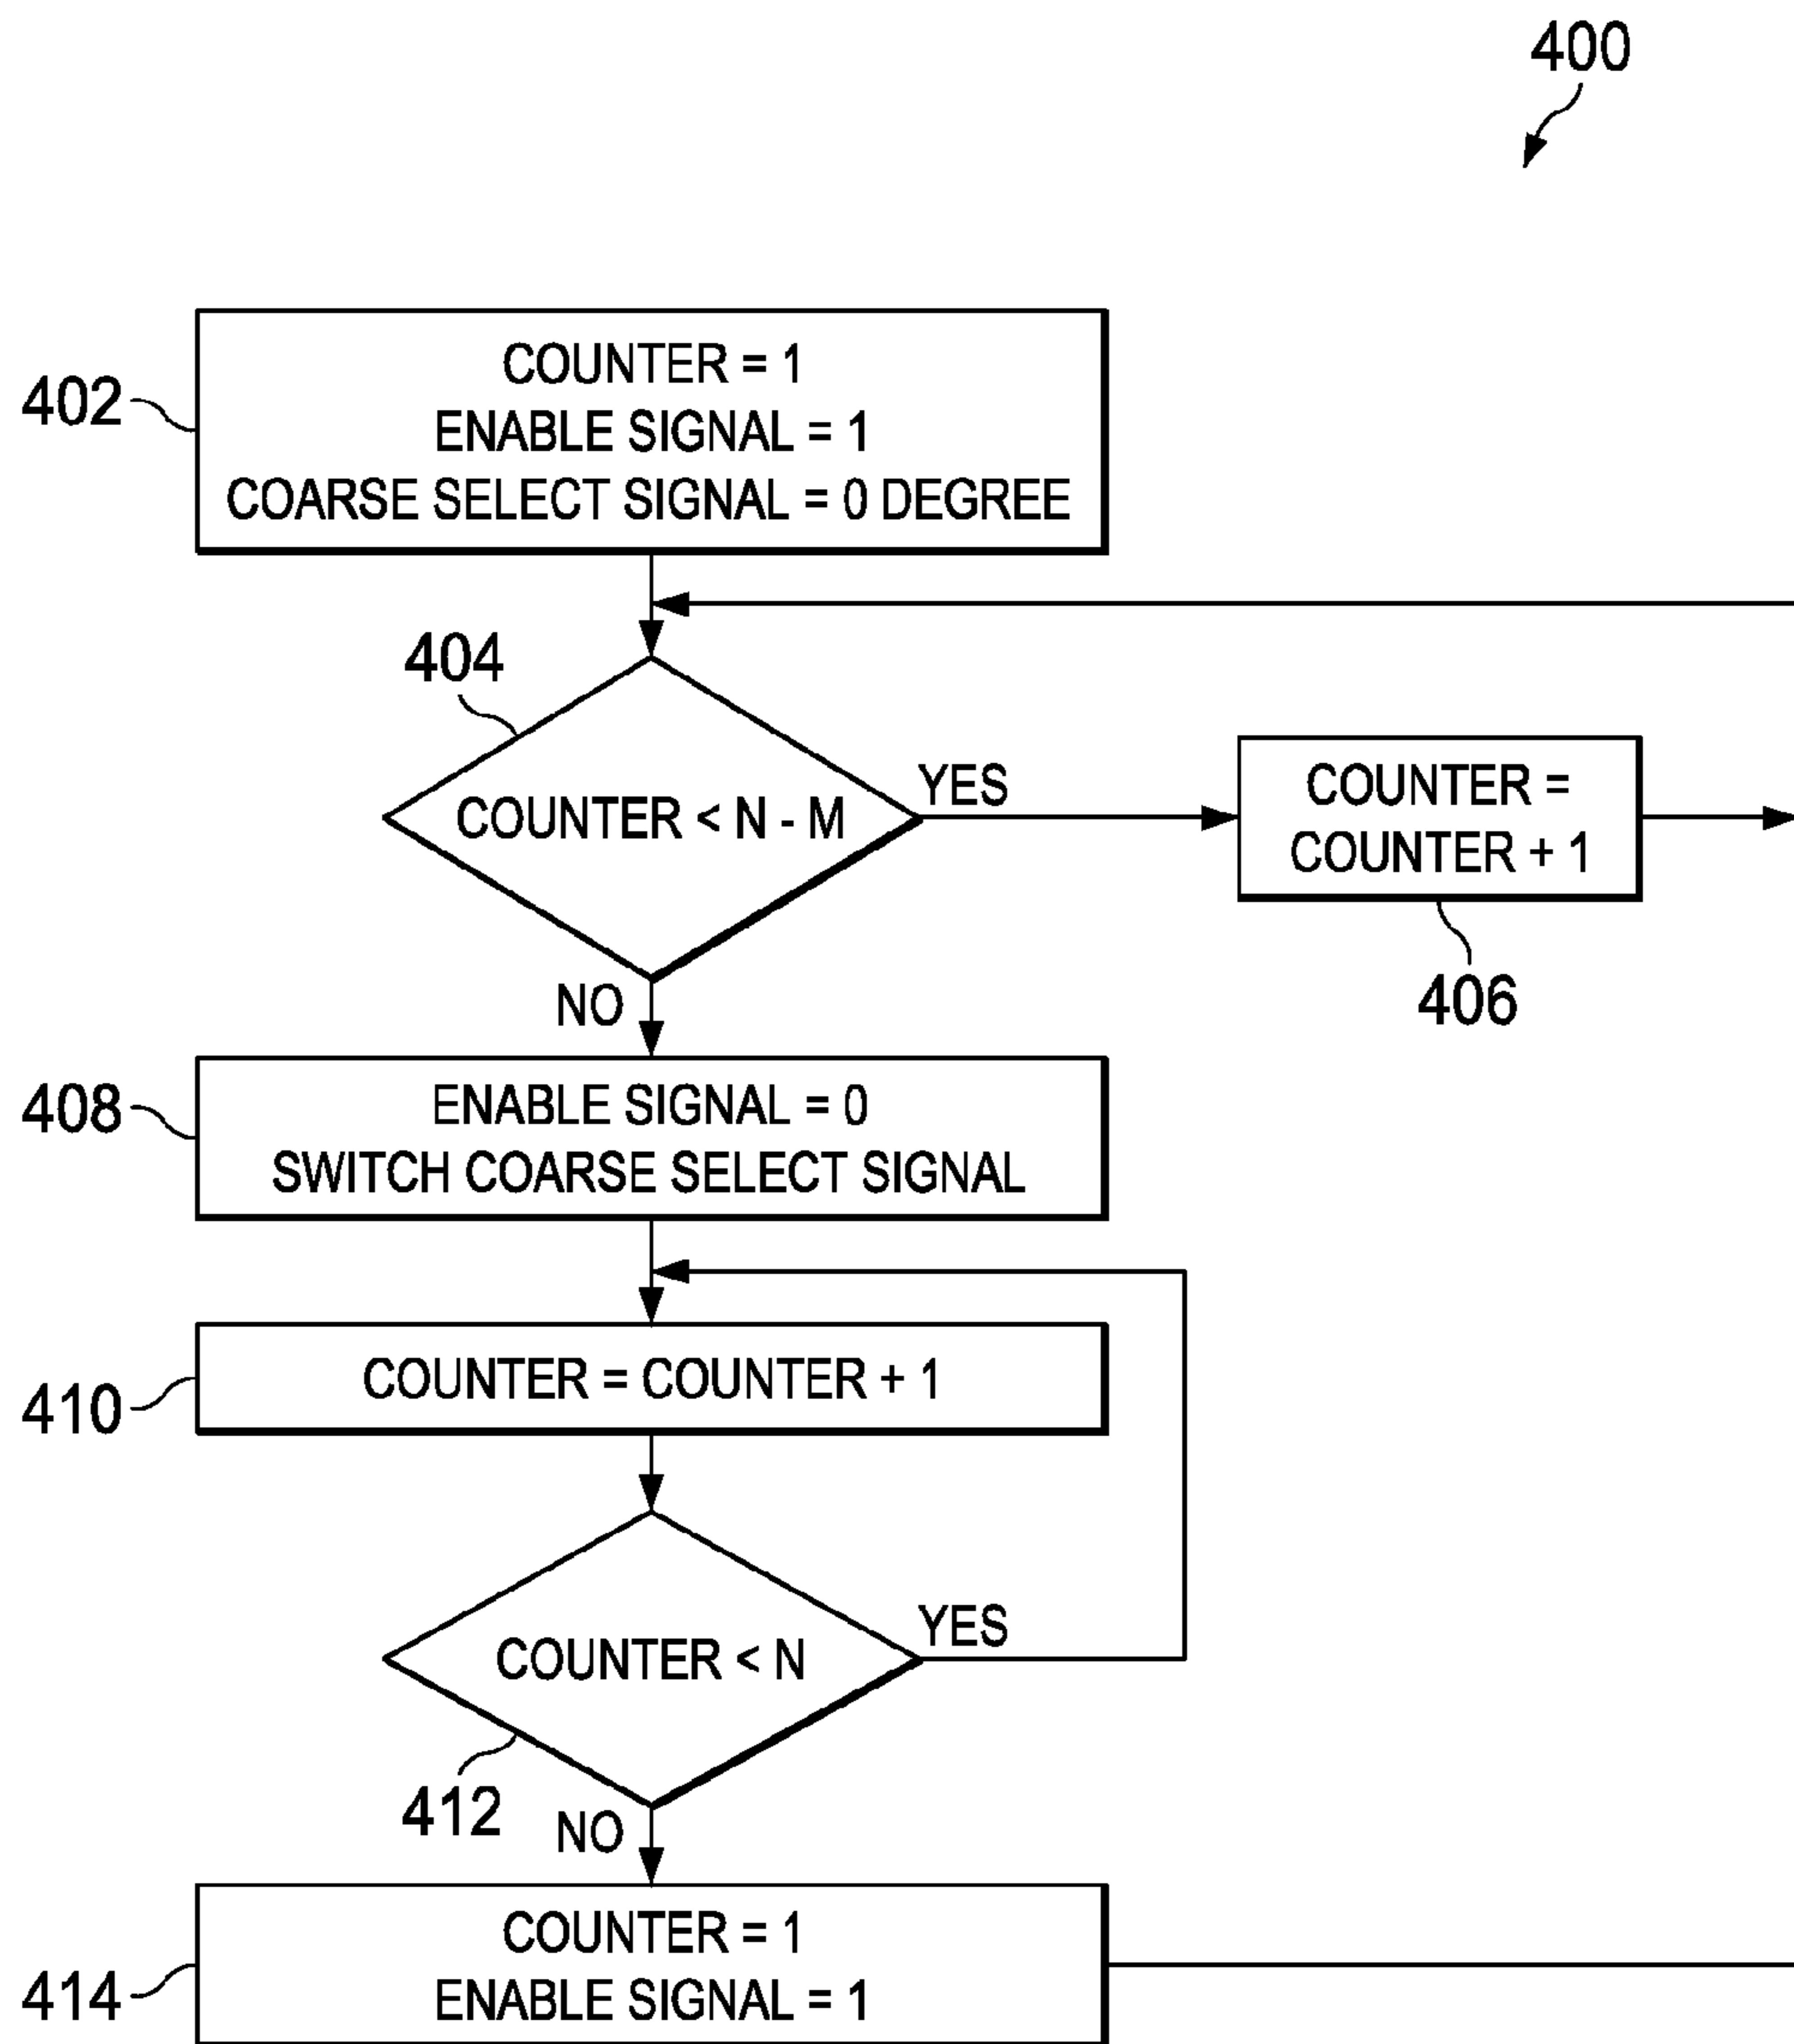 400
402
COUNTER = 1
ENABLE SIGNAL = 1
COARSE SELECT SIGNAL = 0 DEGREE
404
COUNTER < N - M
YES
COUNTER =
COUNTER + 1
406
NO
408
ENABLE SIGNAL = 0
SWITCH COARSE SELECT SIGNAL
410
COUNTER = COUNTER + 1
COUNTER < N
YES
412
NO
414
COUNTER = 1
ENABLE SIGNAL = 1